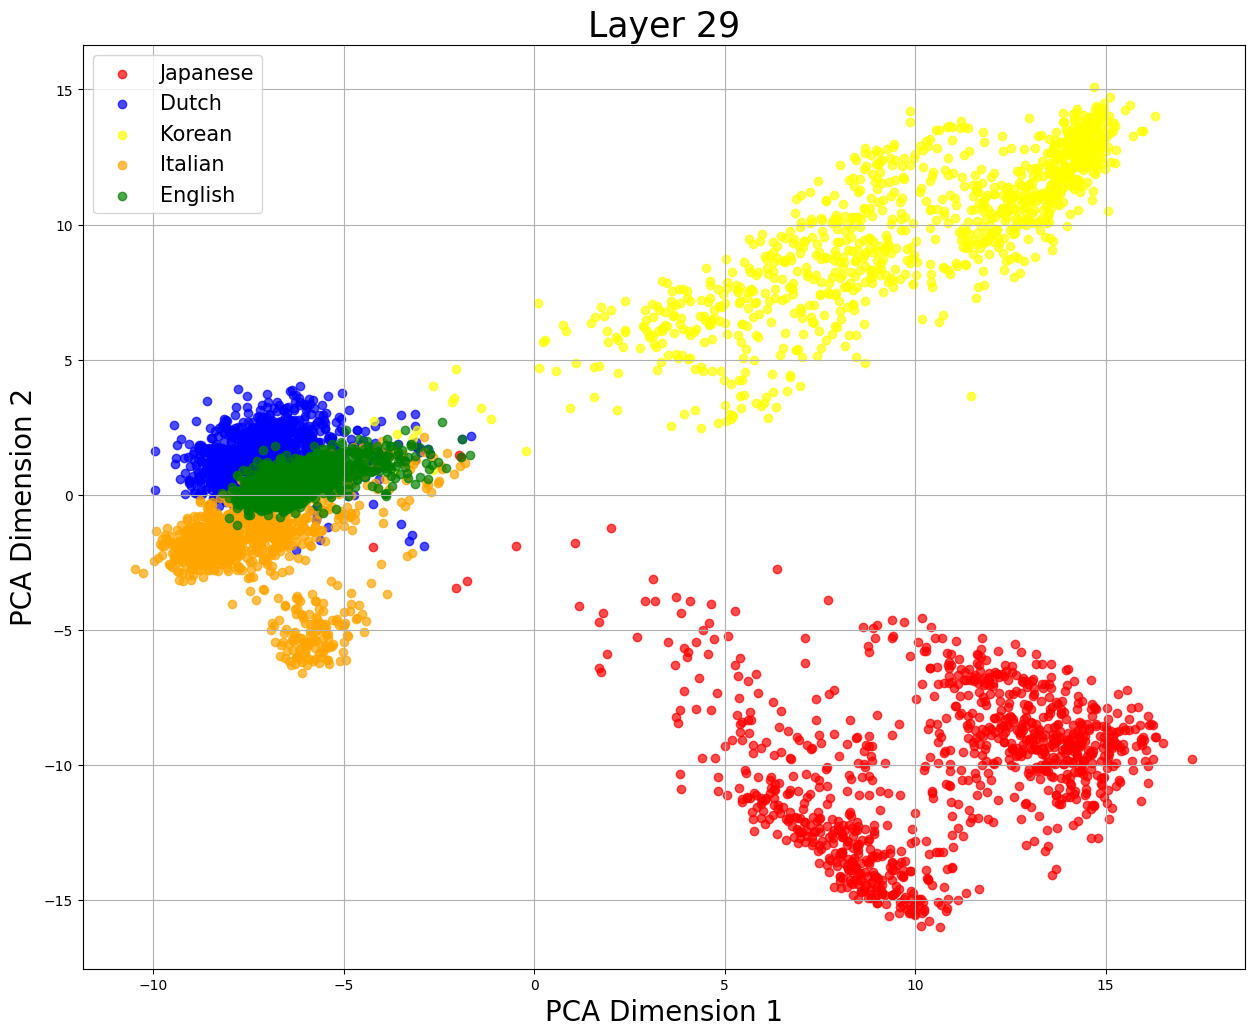 Layer 29
Japanese
Dutch
Korean
Italian
English
15
10
5
0
−5
−10
−15
PCA Dimension 2
−10 −5 0 5 10 15
PCA Dimension 1